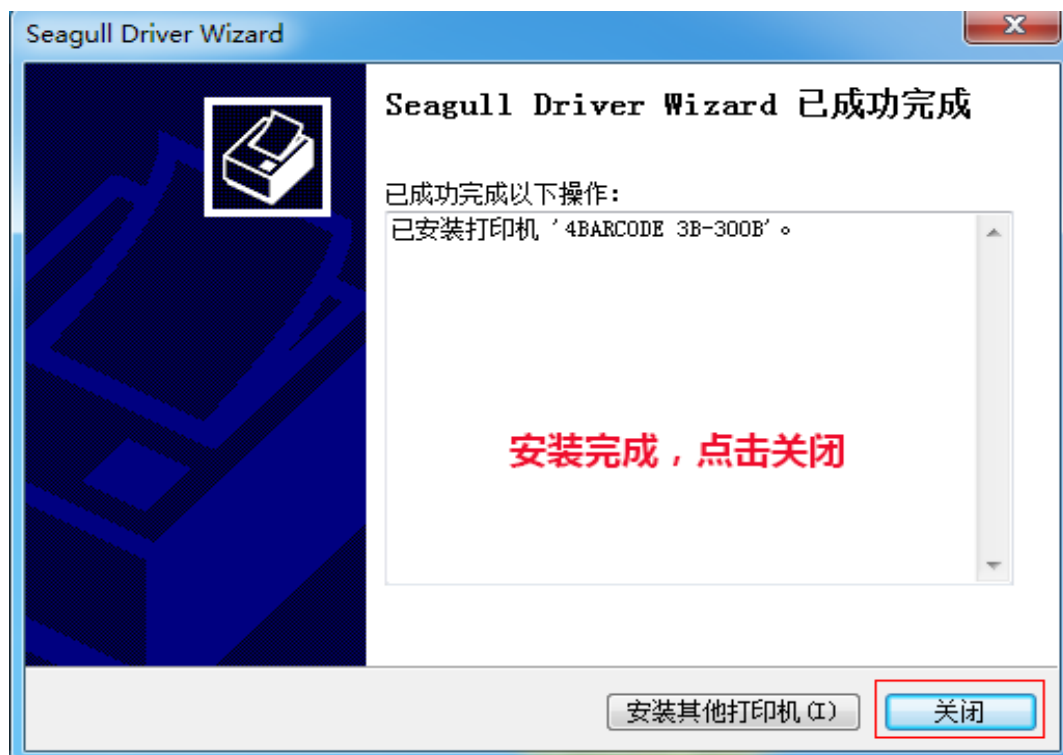 Seagull Driver Wizard
Seagull Driver Wizard 已成功完成
已成功完成以下操作:
已安装打印机 '4BARCODE 3B-300B'。
安装完成，点击关闭
安装其他打印机(I)
关闭